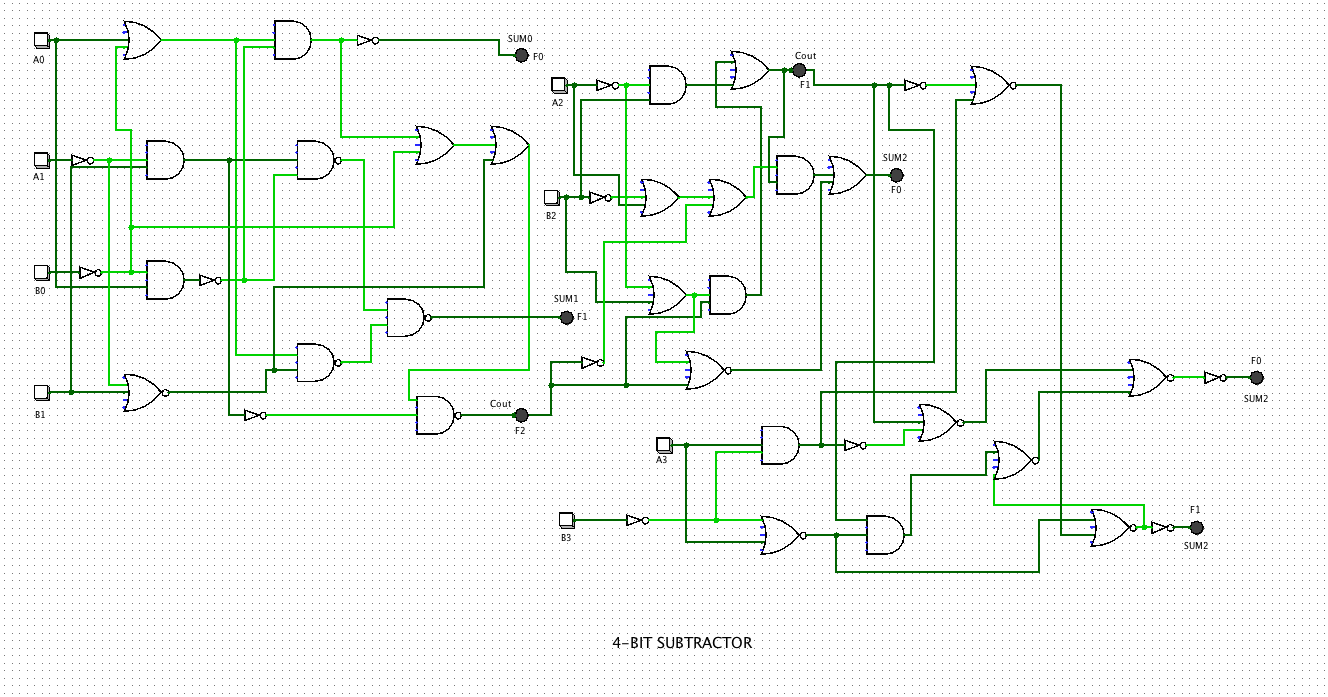 A0
SUM0
F0
Cout
F1
A2
A1
SUM2
F0
B2
B0
SUM1
F1
B1
Cout
F2
F0
SUM2
A3
B3
F1
SUM2
4-BIT SUBTRACTOR